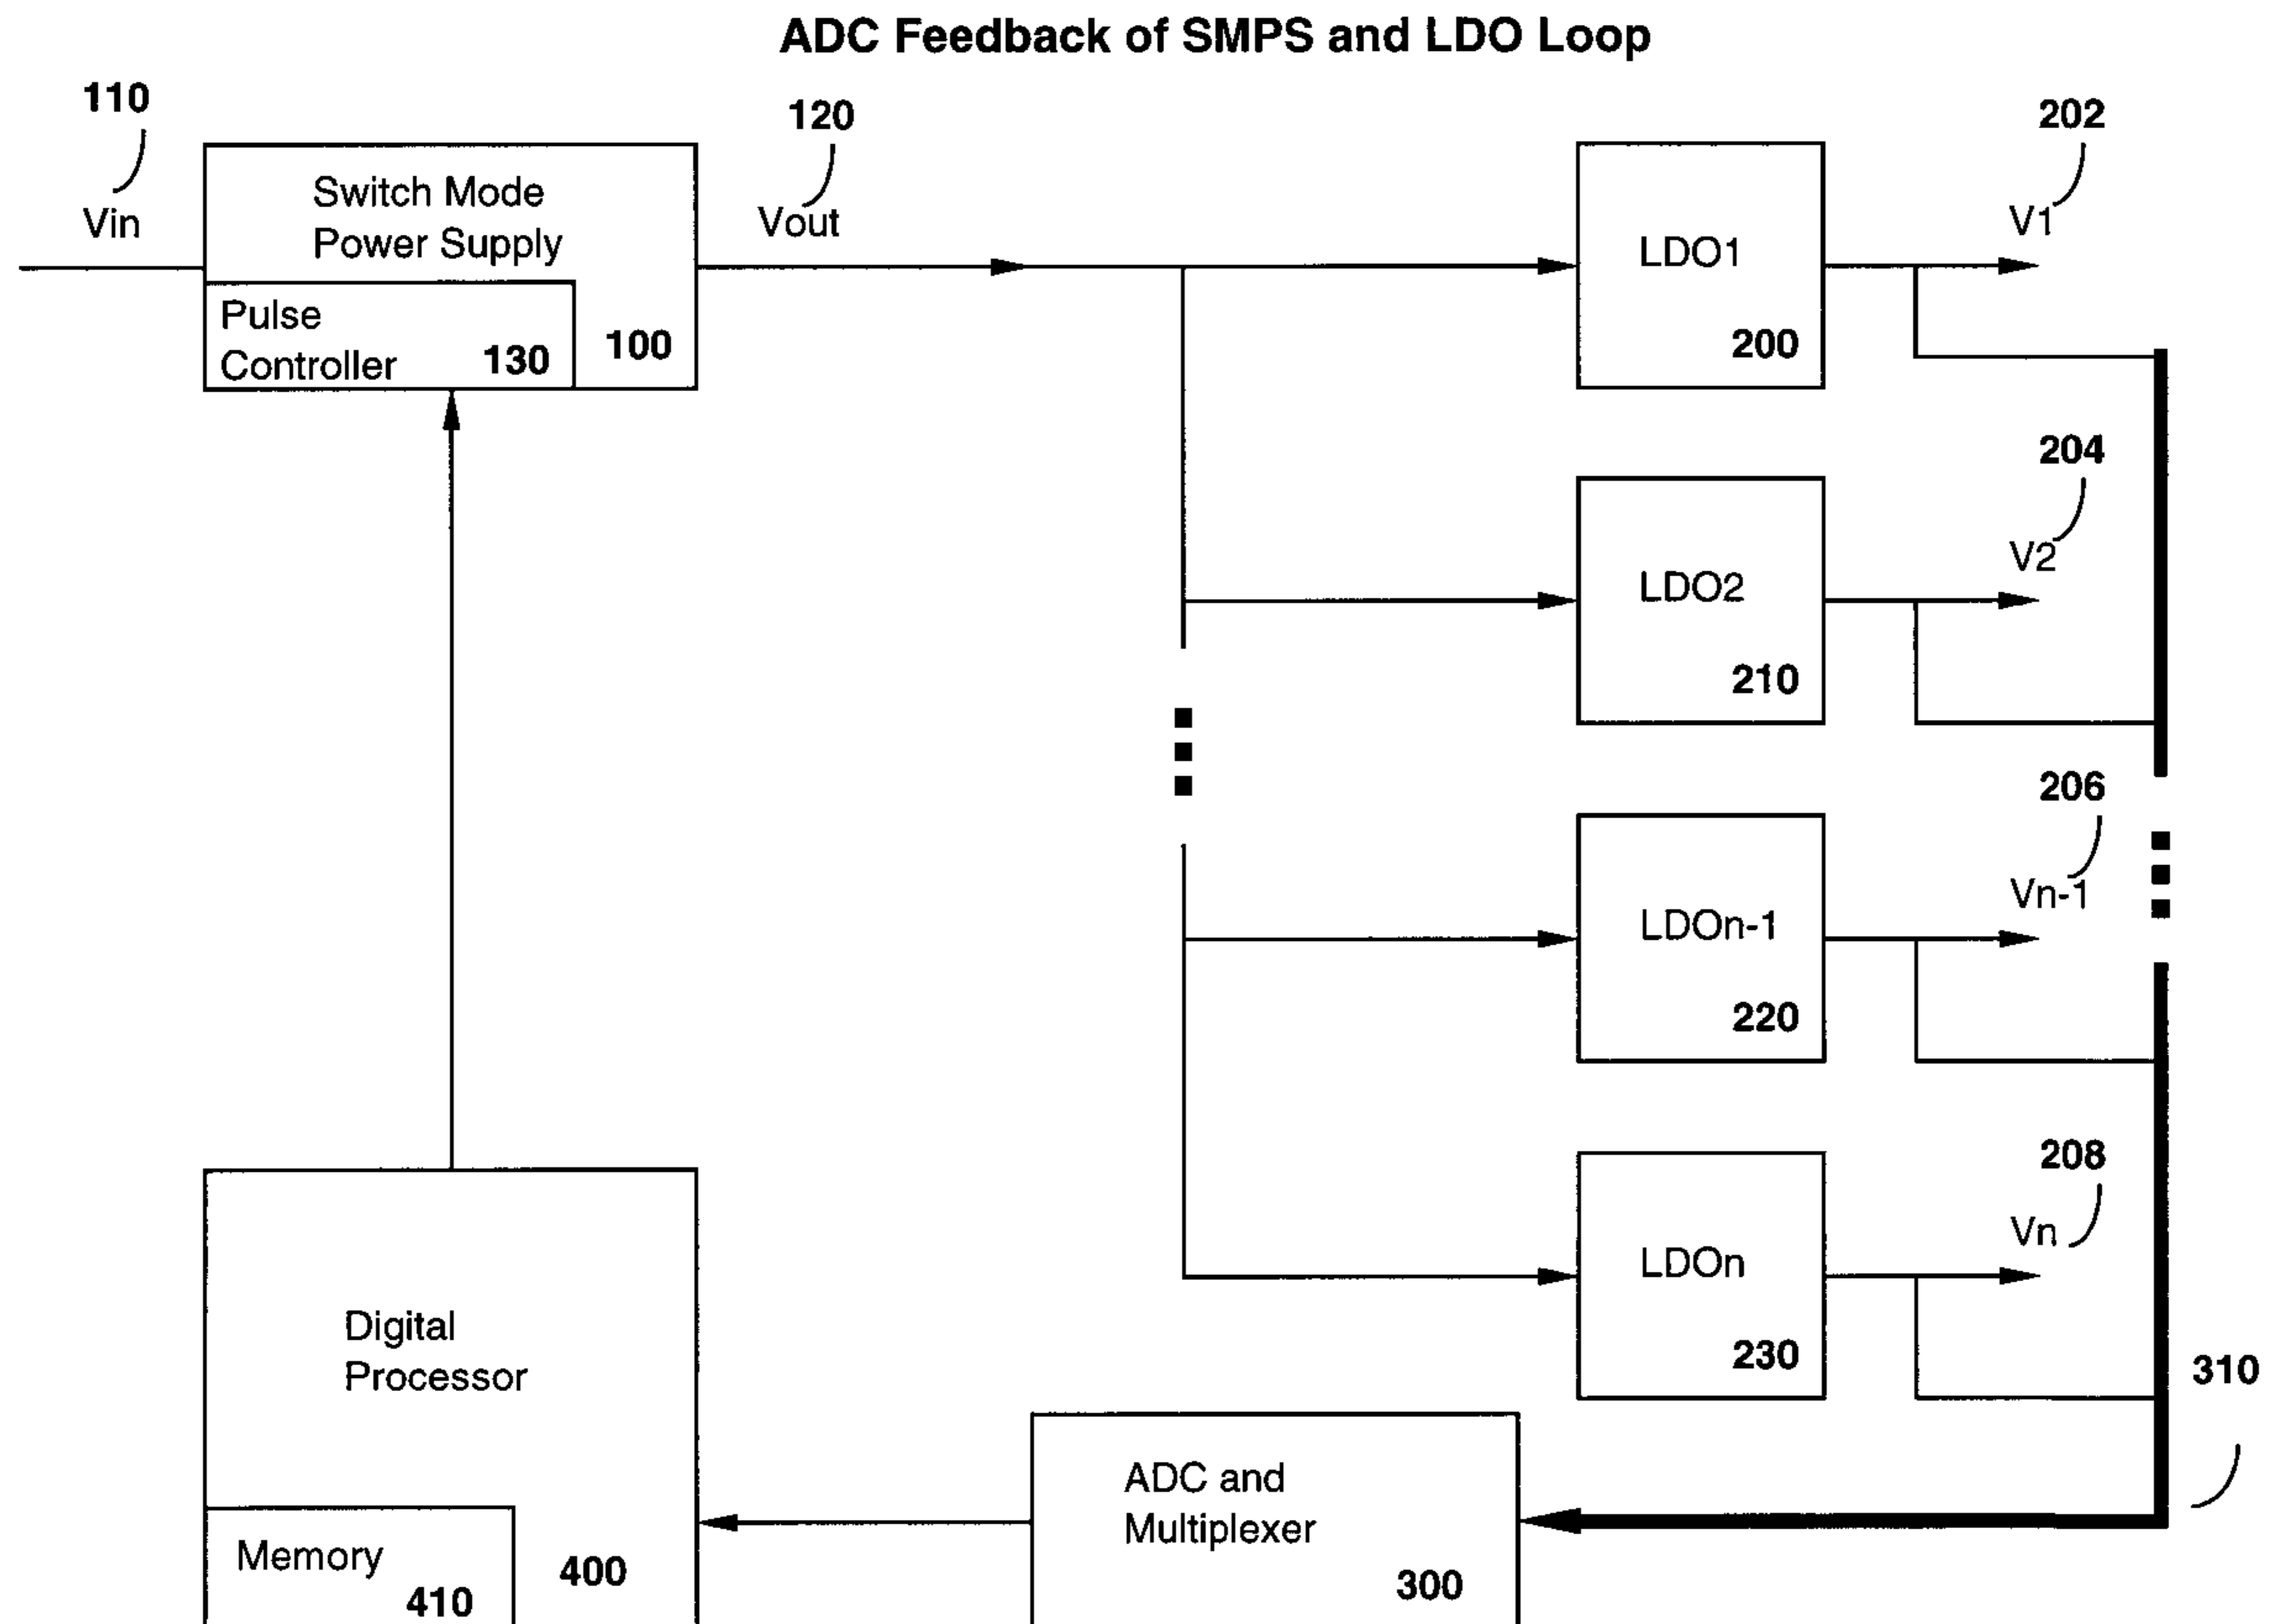 ADC Feedback of SMPS and LDO Loop
110
Vin
Switch Mode
Power Supply
Pulse
Controller
130
100
120
Vout
LDO1
200
202
V1
LDO2
210
204
V2
LDOn-1
220
206
Vn-1
LDOn
230
208
Vn
310
Digital
Processor
Memory
410
400
ADC and
Multiplexer
300